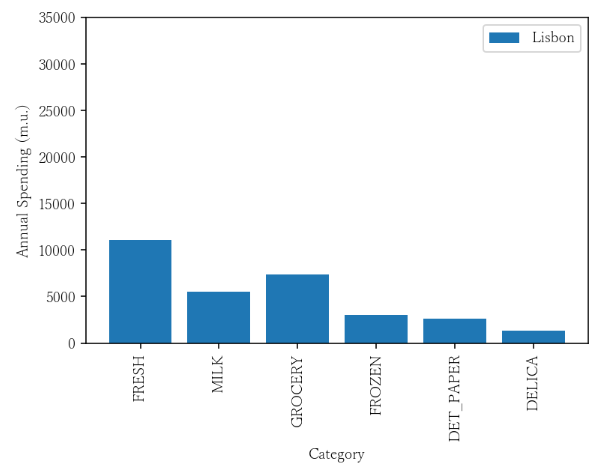 35000
30000
25000
20000
15000
10000
5000
0
Annual Spending (m.u.)
Lisbon
FRESH
MILK
GROCERY
FROZEN
DET_PAPER
DELICA
Category